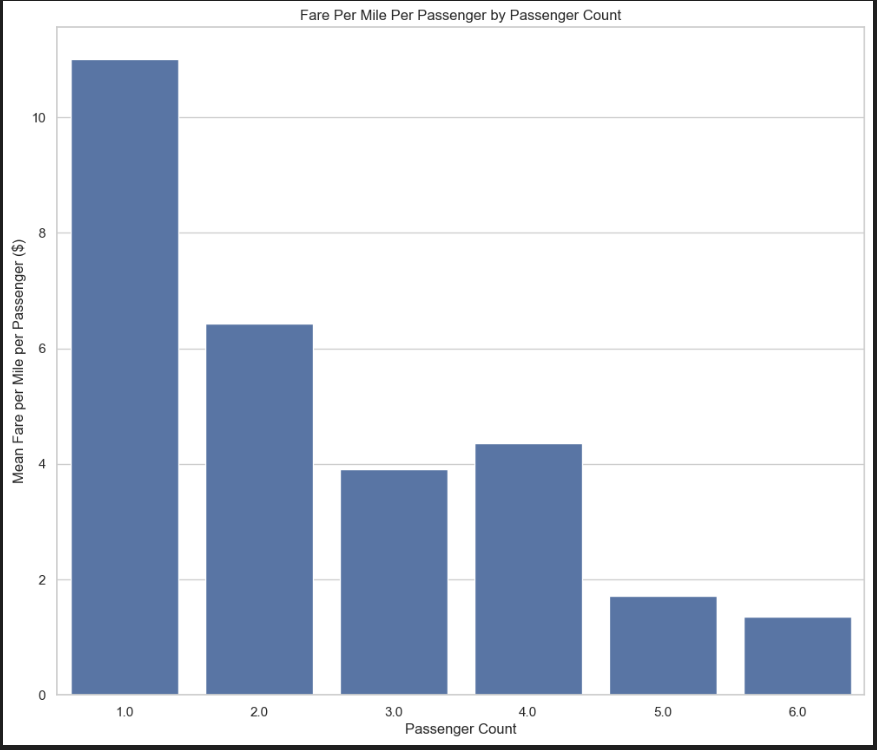 Fare Per Mile Per Passenger by Passenger Count
Mean Fare per Mile per Passenger ($)
10
8
6
4
2
0
1.0 2.0 3.0 4.0 5.0 6.0
Passenger Count